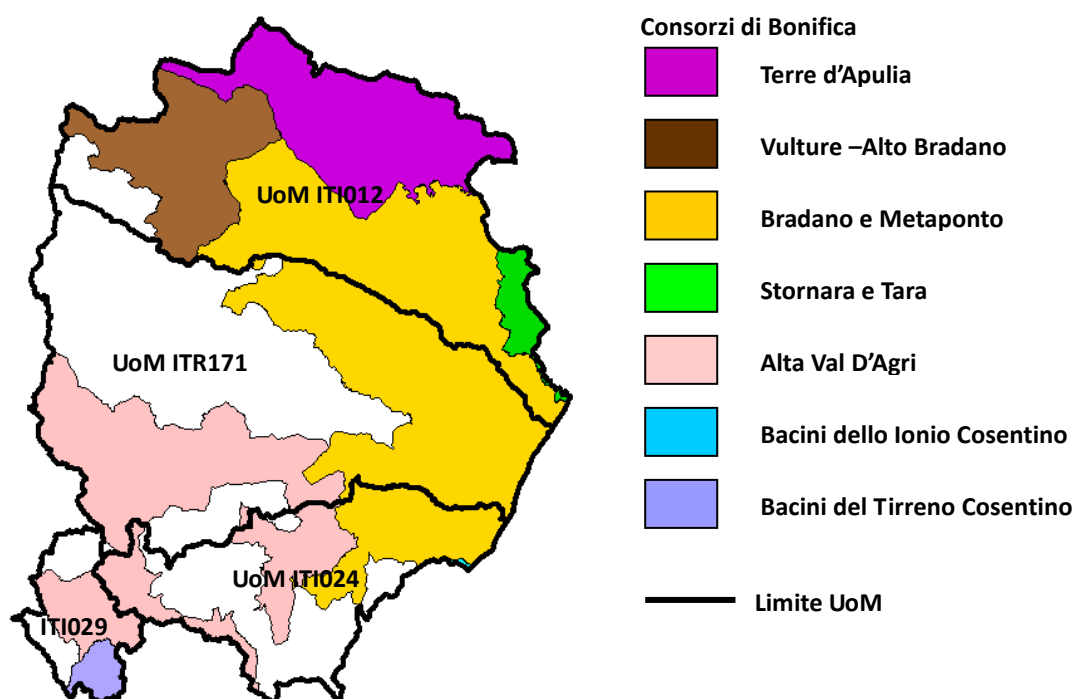 Consorzi di Bonifica
Terre d'Apulia
Vulture –Alto Bradano
Bradano e Metaponto
Stornara e Tara
Alta Val D'Agri
Bacini dello Ionio Cosentino
Bacini del Tirreno Cosentino
Limite UoM
UoM ITI012
UoM ITR171
UoM ITI024
ITI029